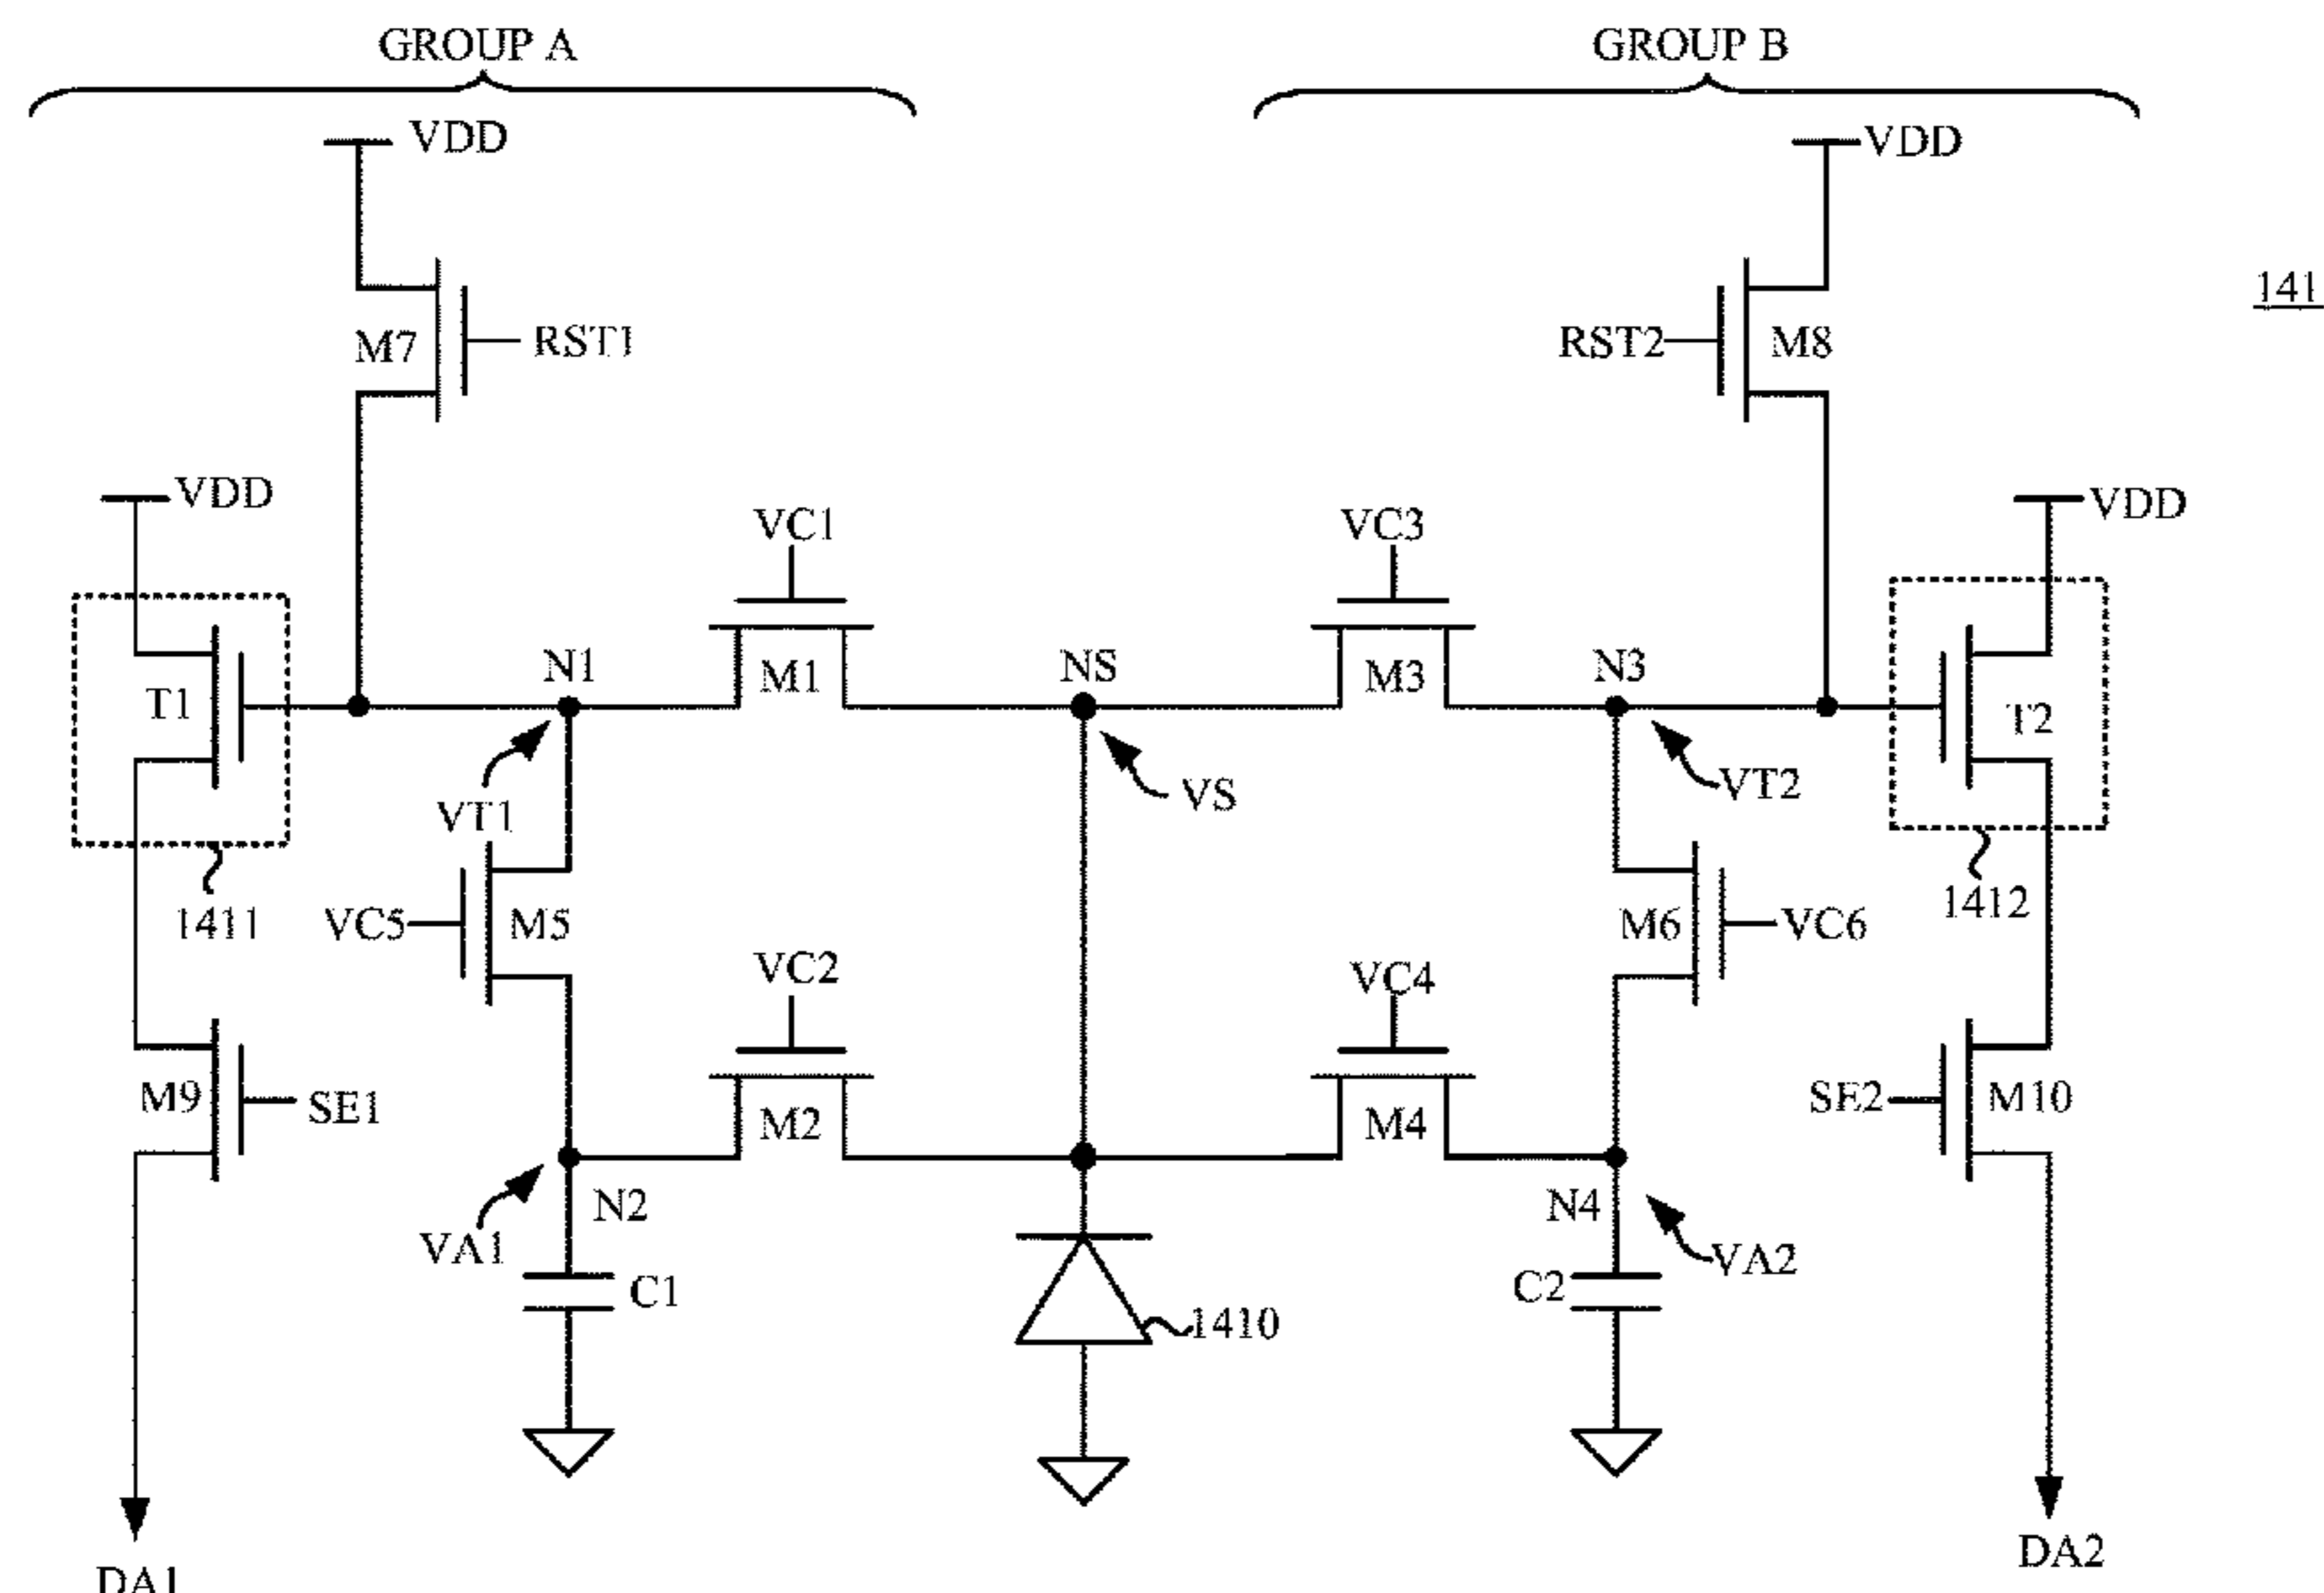 GROUP A
GROUP B
VDD
VDD
141
M7
RST1
RST2
M8
VDD
VDD
VC1
VC3
T1
N1
M1
NS
M3
N3
T2
VT1
VS
VT2
1411
VC5
M5
M6
VC6
1412
VC2
VC4
M9
SE1
M2
M4
SE2
M10
VA1
N2
N4
VA2
C1
C2
1410
DA1
DA2